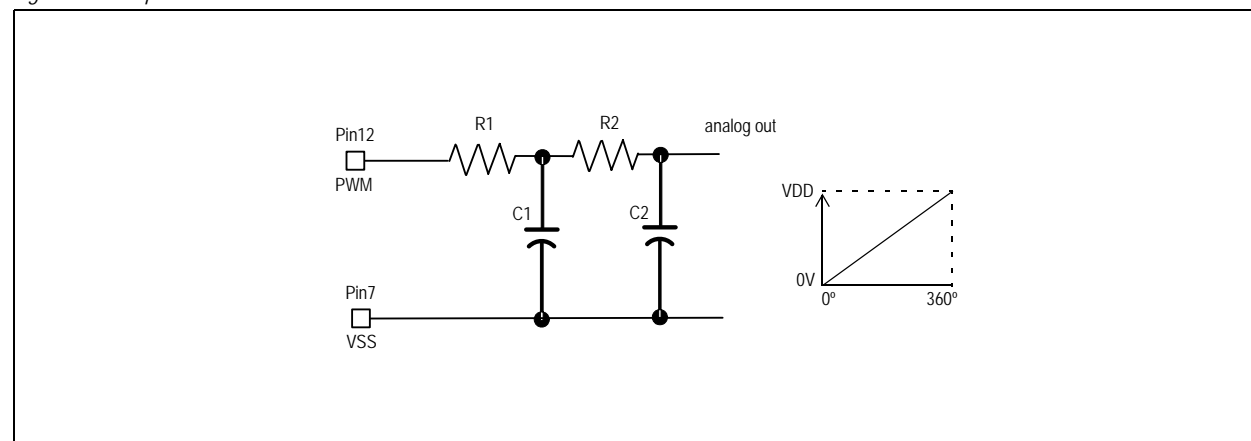 R1
R2
analog out
Pin12
PWM
C1
C2
Pin7
VSS
VDD
0V
0º
360º